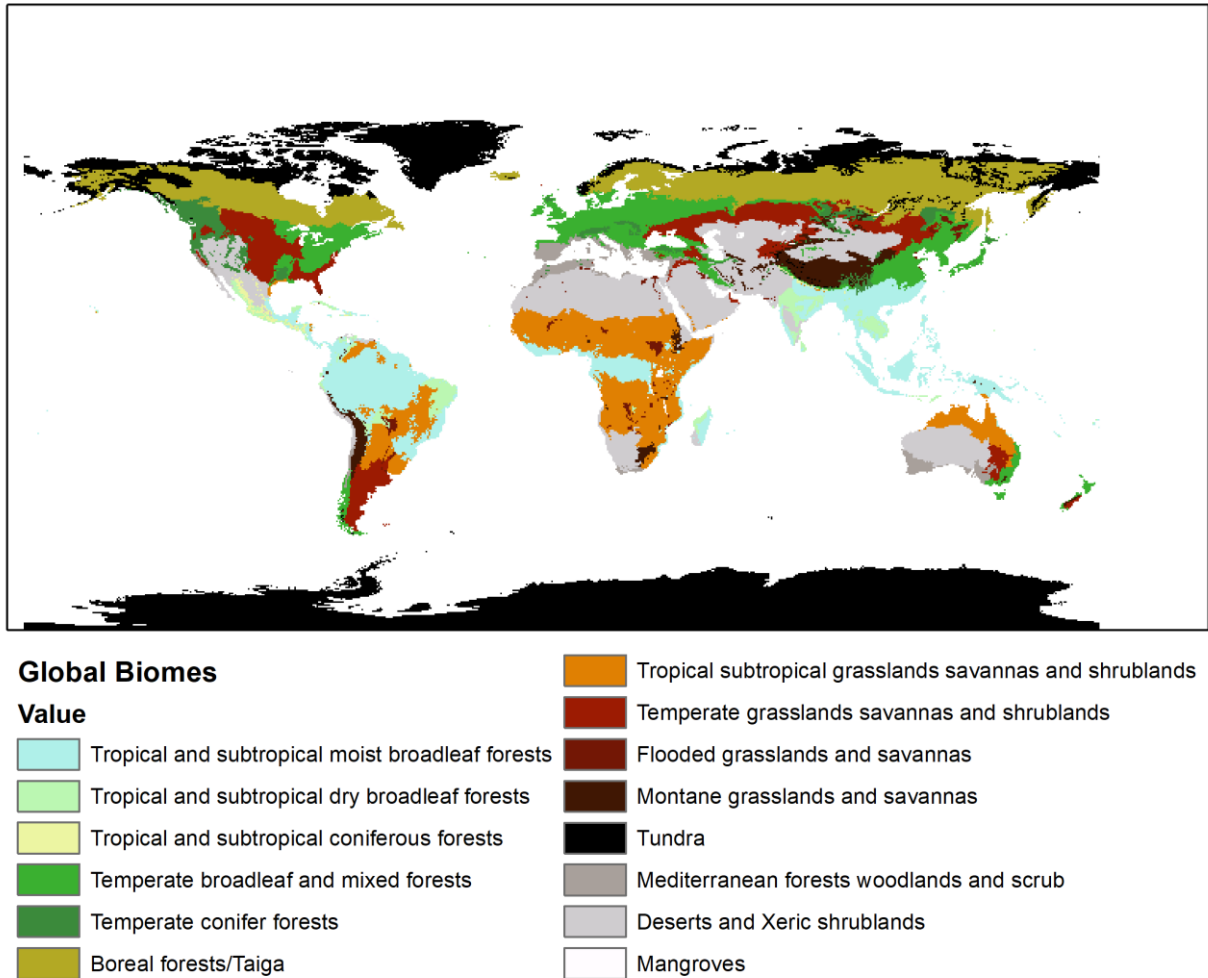 Global Biomes
Value
Tropical and subtropical moist broadleaf forests
Tropical and subtropical dry broadleaf forests
Tropical and subtropical coniferous forests
Temperate broadleaf and mixed forests
Temperate conifer forests
Boreal forests/Taiga
Tropical subtropical grasslands savannas and shrublands
Temperate grasslands savannas and shrublands
Flooded grasslands and savannas
Montane grasslands and savannas
Tundra
Mediterranean forests woodlands and scrub
Deserts and Xeric shrublands
Mangroves